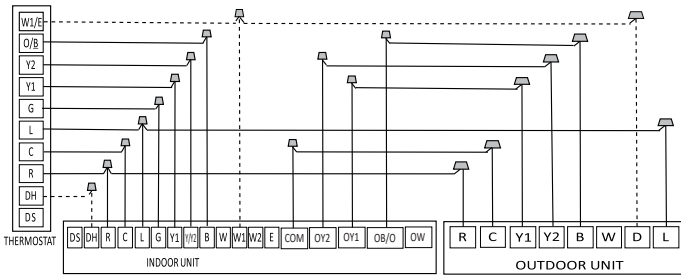 W1/E
O/B
Y2
Y1
G
L
C
R
DH
DS
THERMOSTAT
DS DH R C L G Y1 Y/Y2 B W W1 W2 E COM OY2 OY1 OB/O OW
INDOOR UNIT
R C Y1 Y2 B W D L
OUTDOOR UNIT